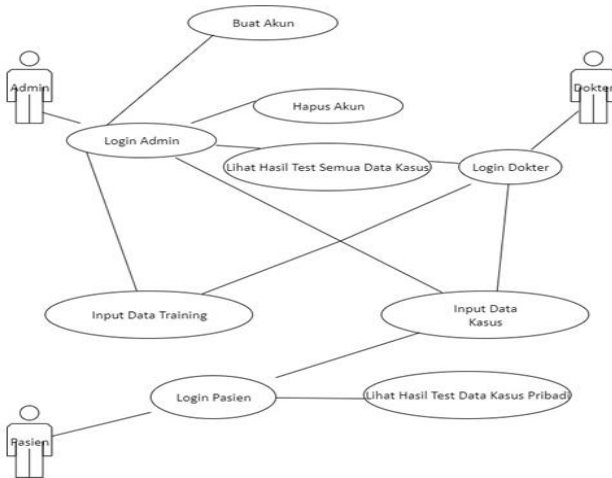 Buat Akun
Admin
Dokter
Hapus Akun
Login Admin
Lihat Hasil Test Semua Data Kasus
Login Dokter
Input Data Training
Input Data
Kasus
Login Pasien
Lihat Hasil Test Data Kasus Pribadi
Pasien